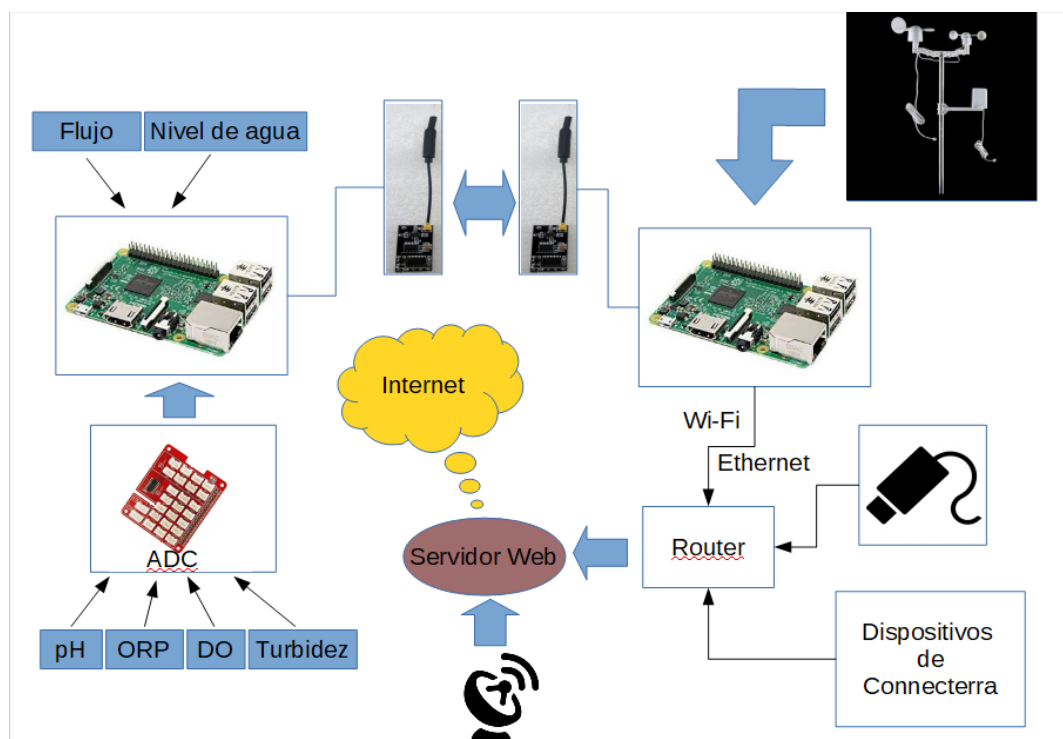 Flujo
Nivel de agua
Internet
Wi-Fi
Ethernet
ADC
Servidor Web
Router
pH
ORP
DO
Turbidez
Dispositivos
de
Connecterra